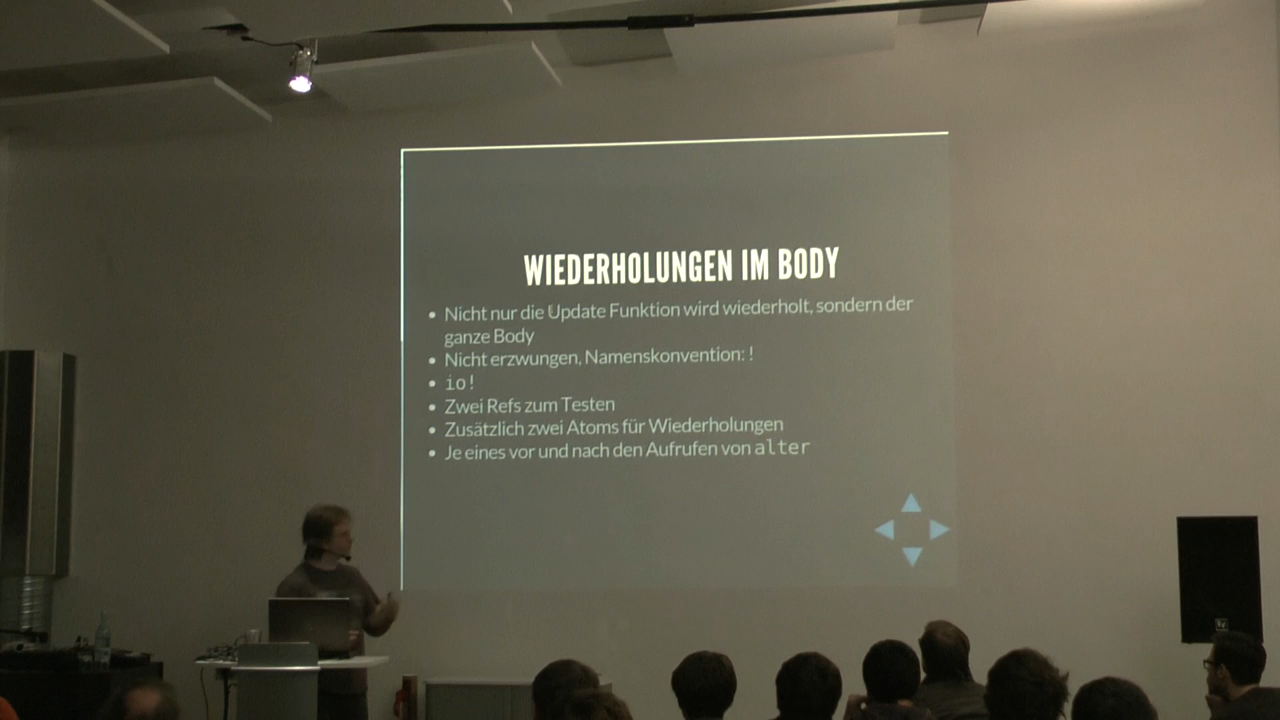 WIEDERHOLUNGEN IM BODY
• Nicht nur die Update Funktion wird wiederholt, sondern der
ganze Body
• Nicht erzwungen, Namenskonvention: !
• io!
• Zwei Refs zum Testen
• Zusätzlich zwei Atoms für Wiederholungen
• Je eines vor und nach den Aufrufen von alter